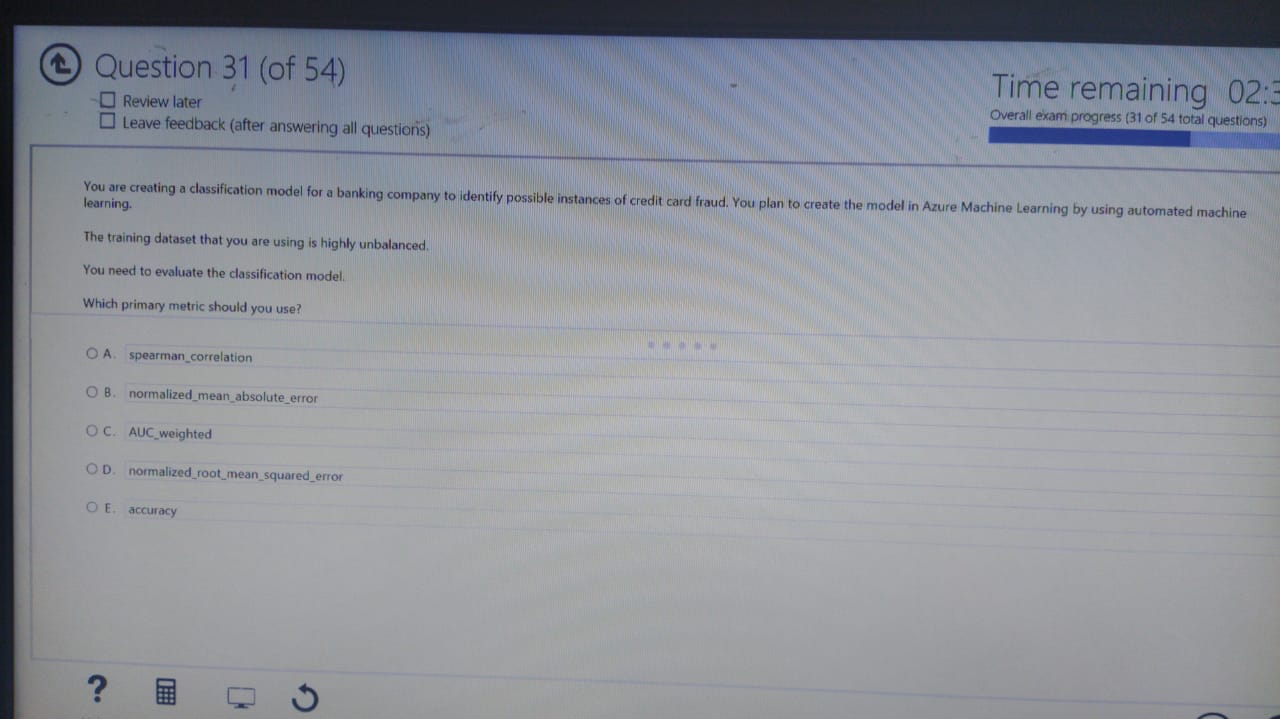 Question 31 (of 54)
Review later
Leave feedback (after answering all questions)
Time remaining 02:3
Overall exam progress (31 of 54 total questions)
You are creating a classification model for a banking company to identify possible instances of credit card fraud. You plan to create the model in Azure Machine Learning by using automated machine
learning.
The training dataset that you are using is highly unbalanced.
You need to evaluate the classification model.
Which primary metric should you use?
A. spearman_correlation
B. normalized_mean_absolute_error
C. AUC_weighted
D. normalized_root_mean_squared_error
E. accuracy
?